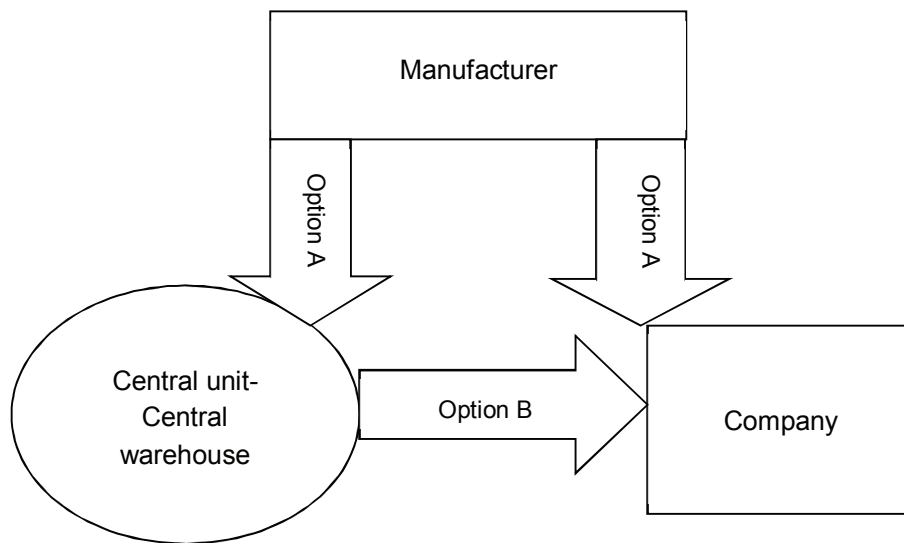 Manufacturer
Option A
Option A
Central unit-
Central
warehouse
Option B
Company